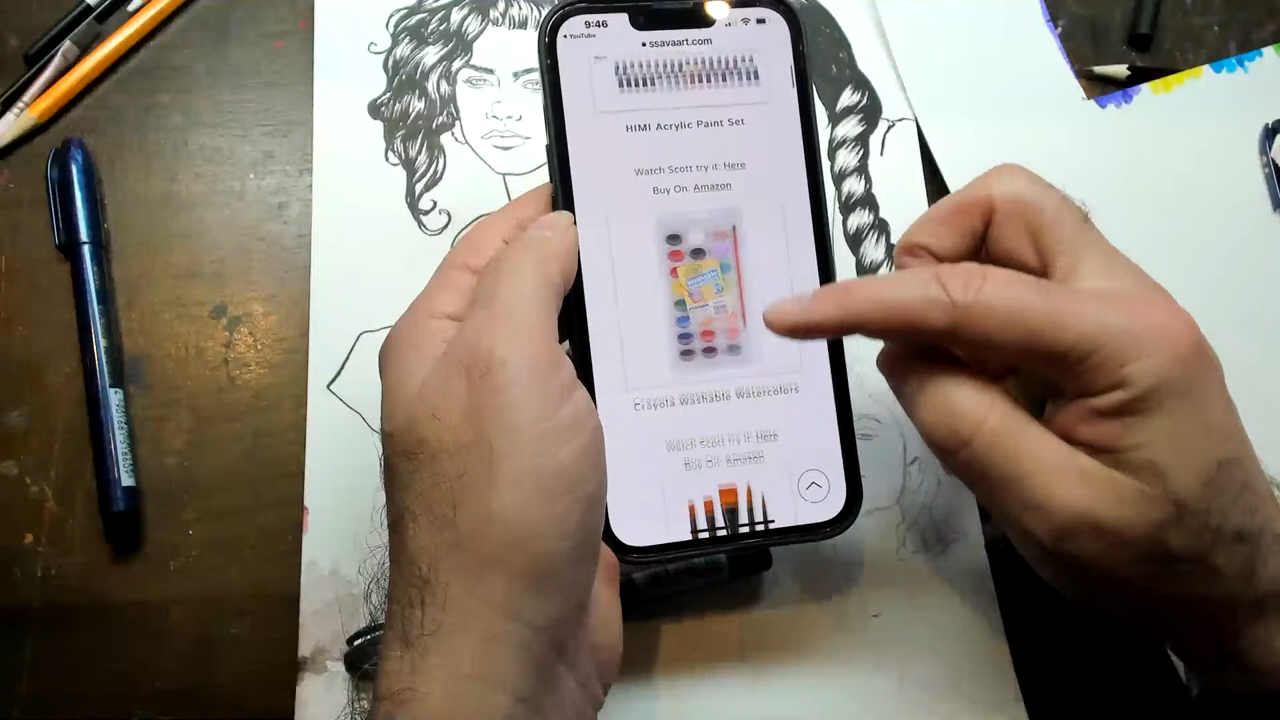 9:46
YouTube
ssavaart.com
HIMI Acrylic Paint Set
Watch Scott try it: Here
Buy On: Amazon
Crayola Washable Watercolors
Watch Scott try it: Here
Buy On: Amazon